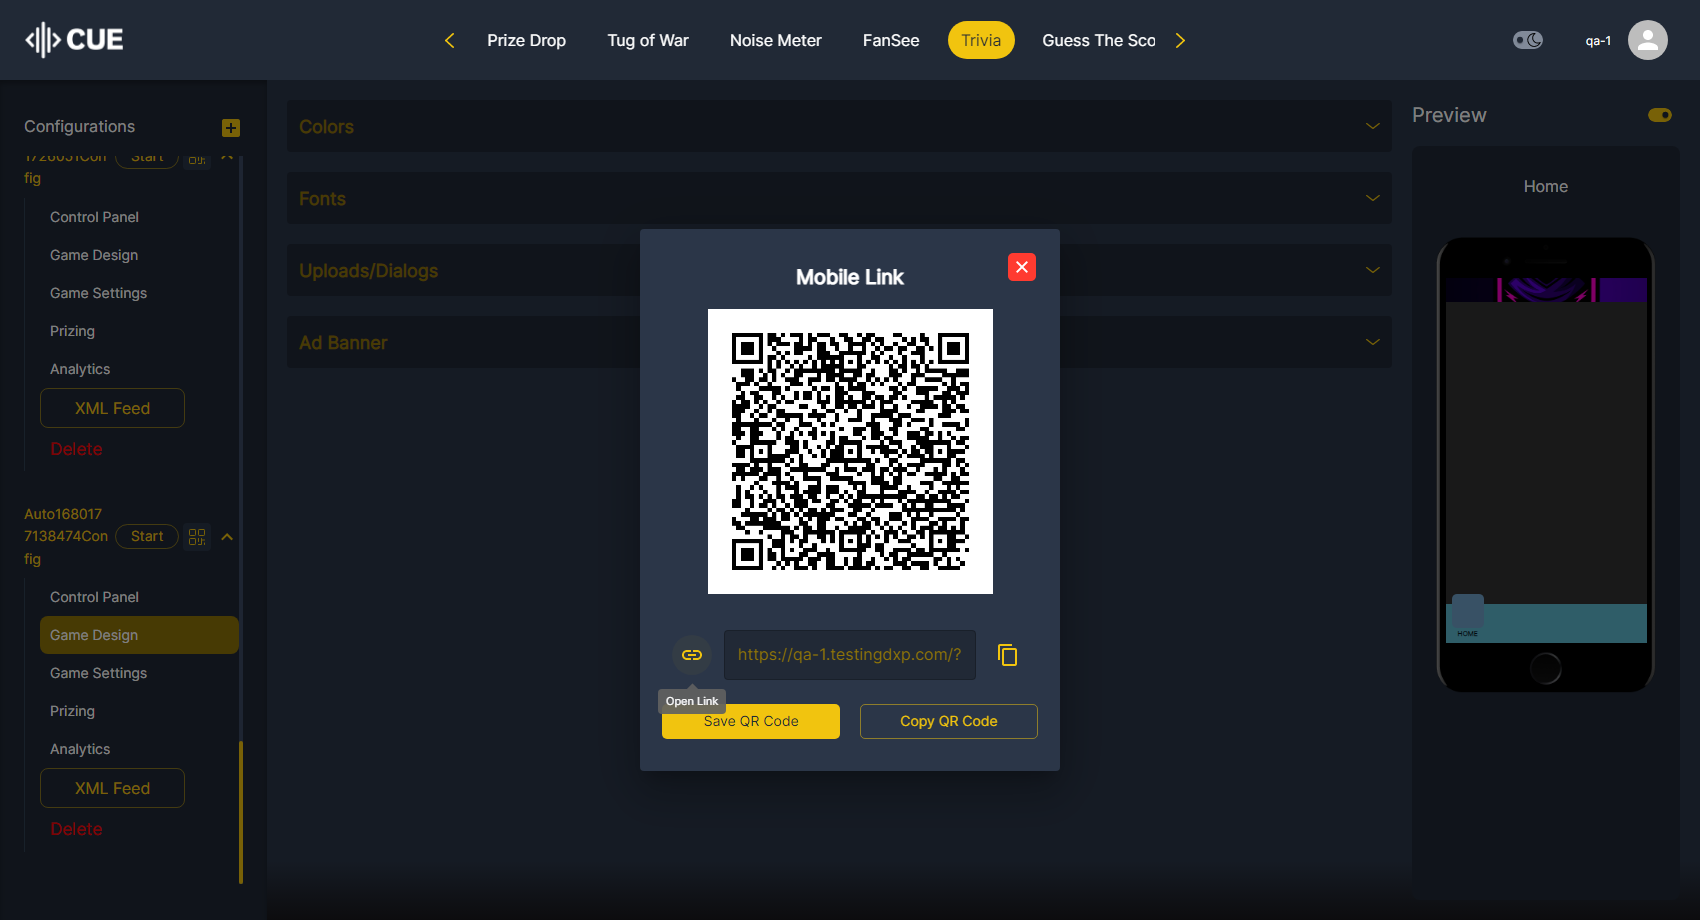 CUE
Prize Drop
Tug of War
Noise Meter
FanSee
Trivia
Guess The Sco
qa-1
Configurations
1726051Con
Start
fig
Control Panel
Game Design
Game Settings
Prizing
Analytics
XML Feed
Delete
Auto168017
7138474Con
fig
Start
Control Panel
Game Design
Game Settings
Prizing
Analytics
XML Feed
Delete
Colors
Fonts
Uploads/Dialogs
Ad Banner
Mobile Link
https://qa-1.testingdxp.com/?
Open Link
Save QR Code
Copy QR Code
Preview
Home
HOME